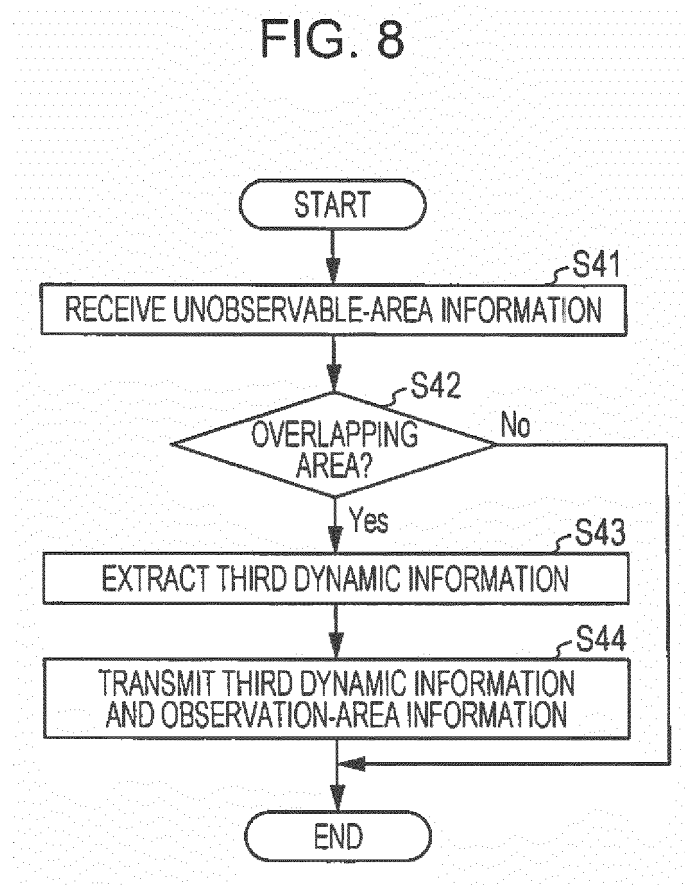 FIG. 8
START
S41
RECEIVE UNOBSERVABLE-AREA INFORMATION
S42
OVERLAPPING
AREA?
No
Yes
S43
EXTRACT THIRD DYNAMIC INFORMATION
S44
TRANSMIT THIRD DYNAMIC INFORMATION
AND OBSERVATION-AREA INFORMATION
END